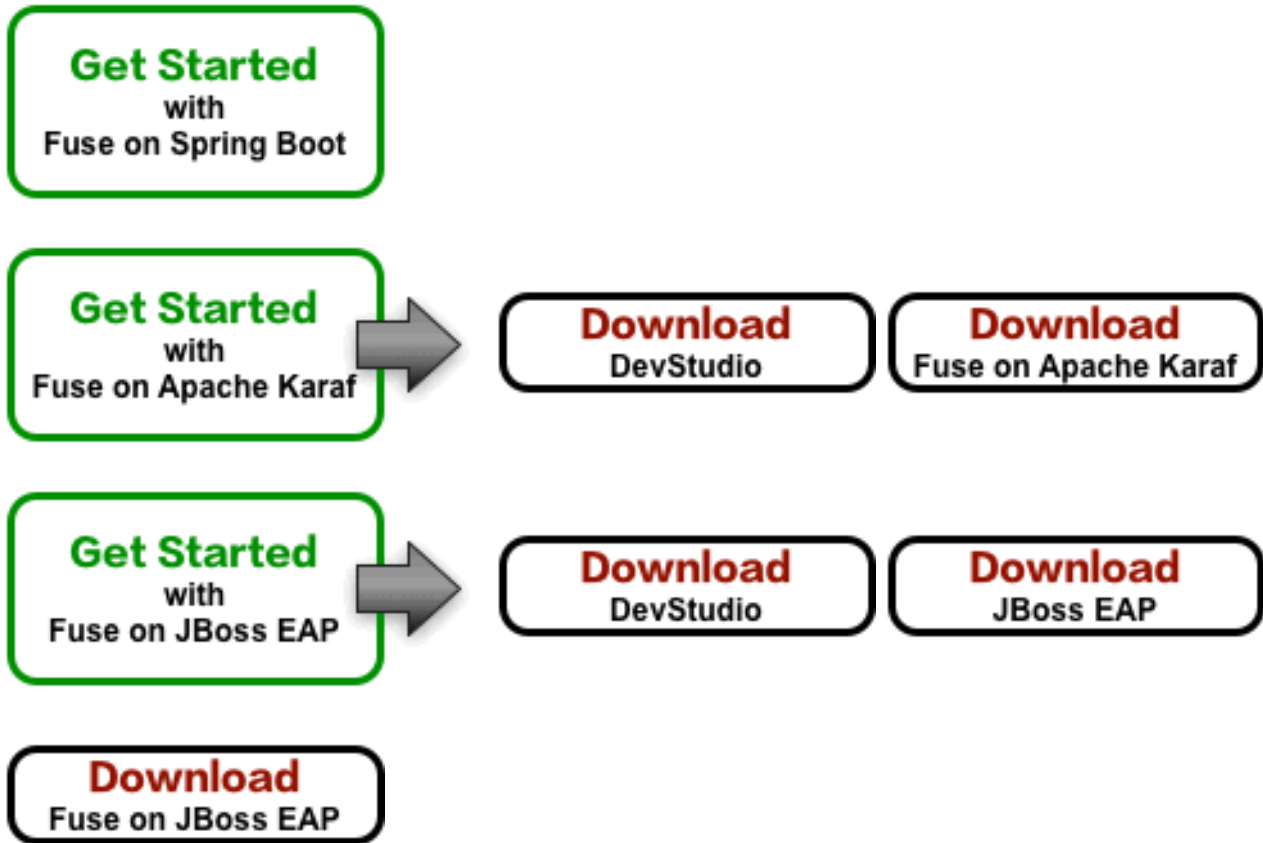 Get Started
with
Fuse on Spring Boot
Get Started
with
Fuse on Apache Karaf
Download
DevStudio
Download
Fuse on Apache Karaf
Get Started
with
Fuse on JBoss EAP
Download
DevStudio
Download
JBoss EAP
Download
Fuse on JBoss EAP